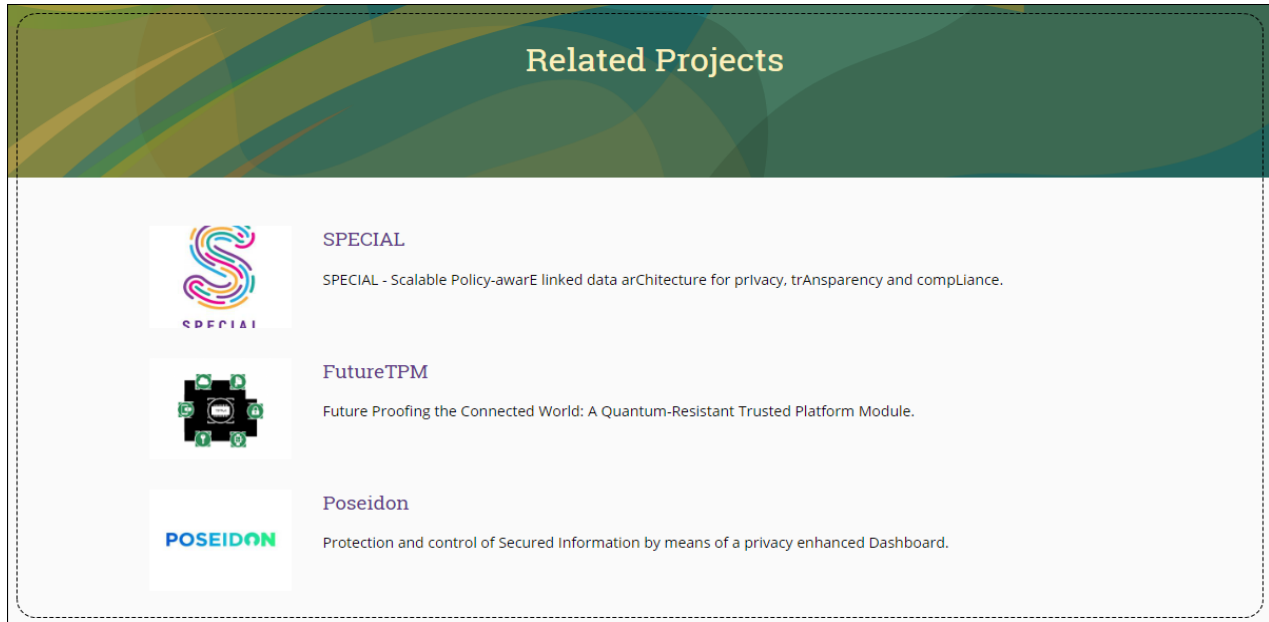 Related Projects
SPECIAL
SPECIAL
SPECIAL - Scalable Policy-awarE linked data arChitecture for prIvacy, trAnsparency and compLiance.
FutureTPM
Future Proofing the Connected World: A Quantum-Resistant Trusted Platform Module.
POSEIDON
Poseidon
Protection and control of Secured Information by means of a privacy enhanced Dashboard.